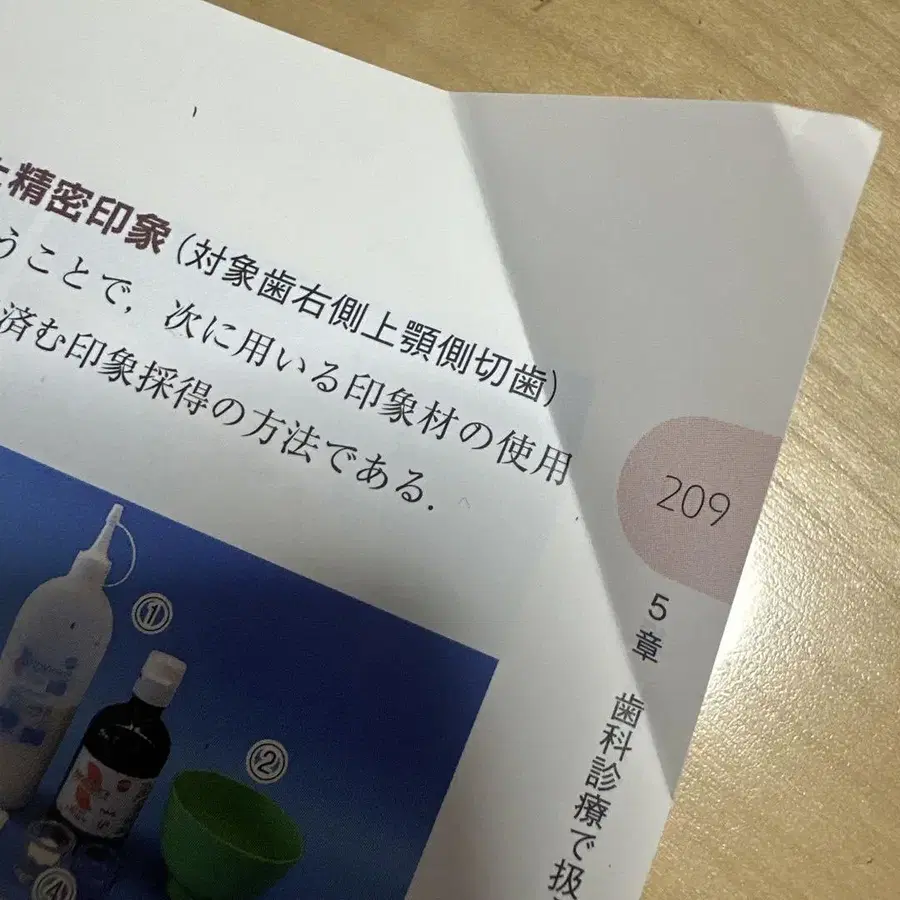 精密印象(対象歯右側上顎側切歯)
うことで,次に用いる印象材の使用
済む印象採得の方法である.
①
②
④
209
5章 歯科診療で扱